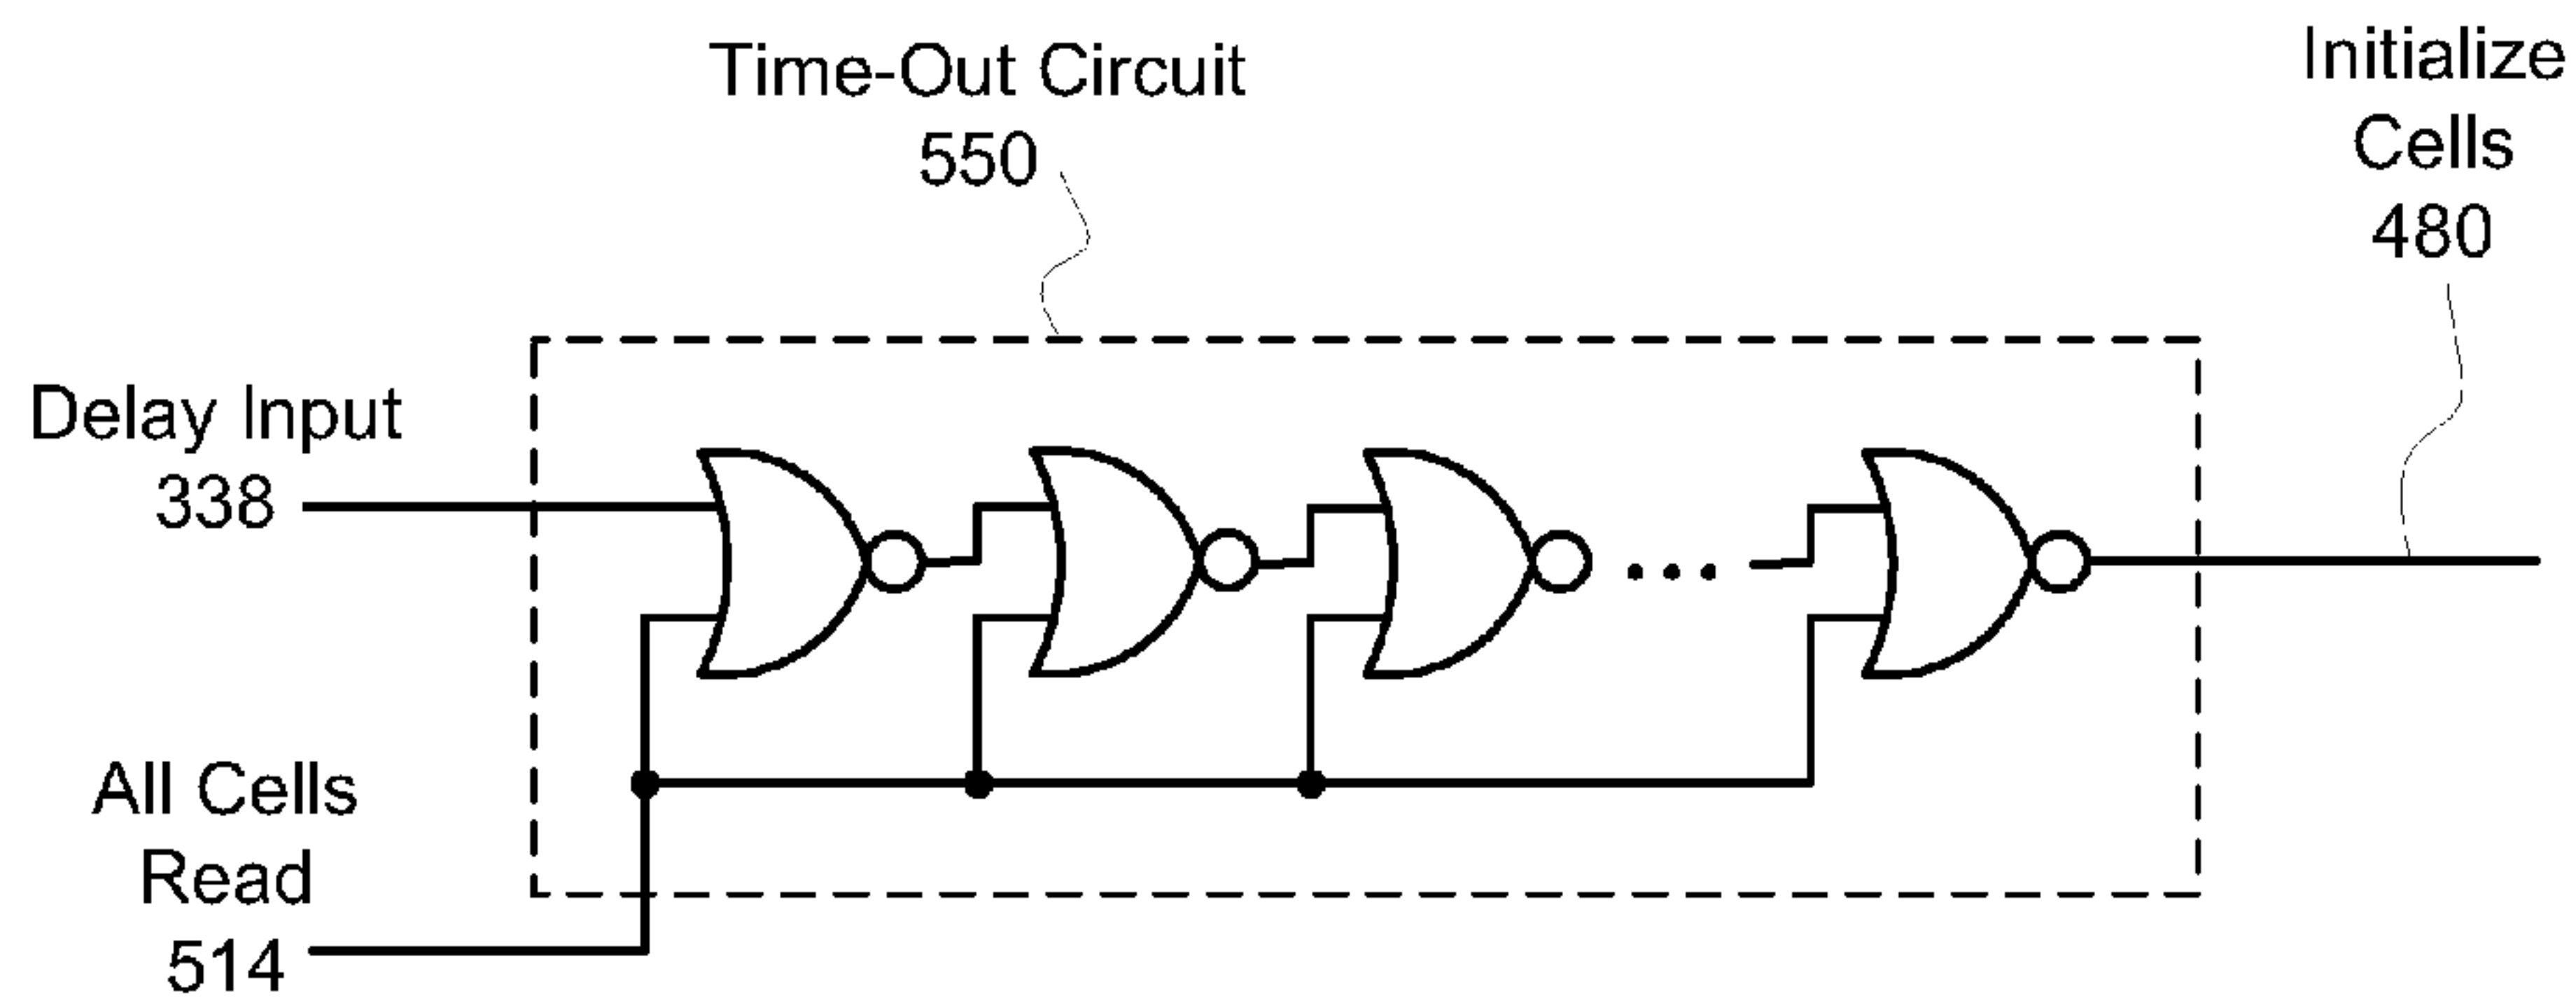 Time-Out Circuit
550
Initialize
Cells
480
Delay Input
338
All Cells
Read
514